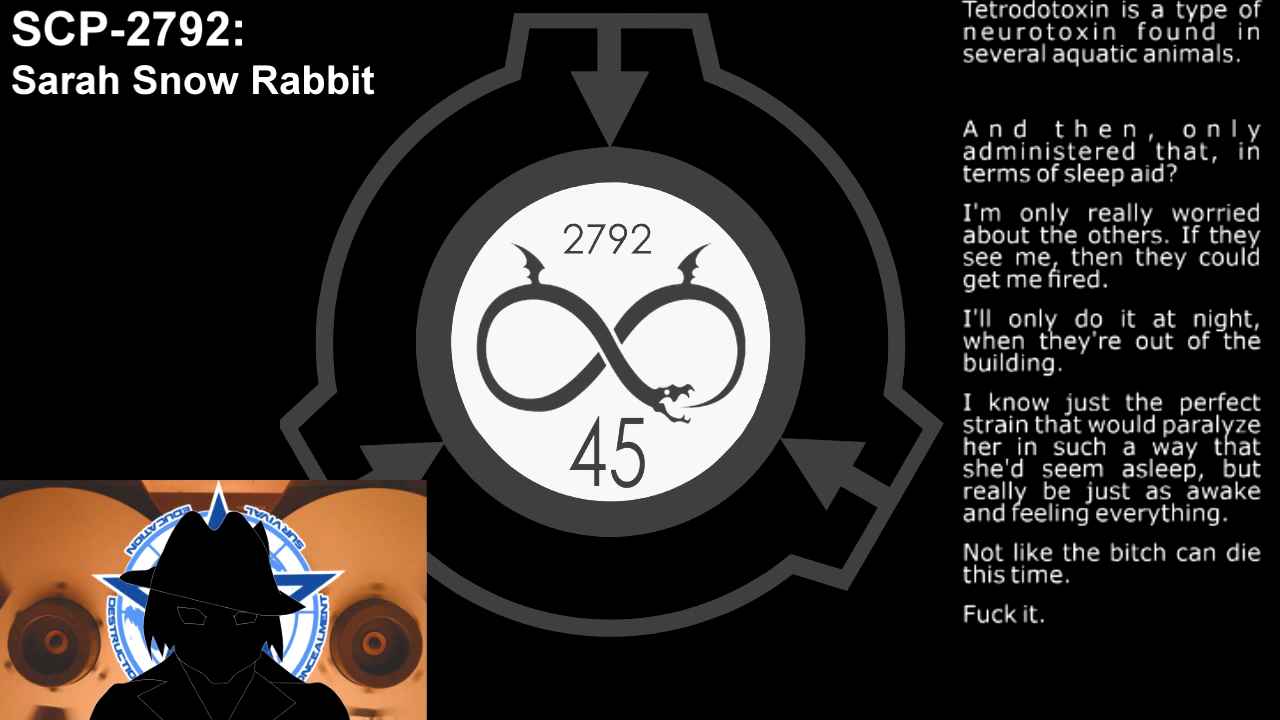 SCP-2792:
Sarah Snow Rabbit
2792
45
EDUCATION
SURVIVAL
Tetrodotoxin is a type of
neurotoxin found in
several aquatic animals.
And then, only
administered that, in
terms of sleep aid?
I'm only really worried
about the others. If they
see me, then they could
get me fired.
I'll only do it at night,
when they're out of the
building.
I know just the perfect
strain that would paralyze
her in such a way that
she'd seem asleep, but
really be just as awake
and feeling everything.
Not like the bitch can die
this time.
Fuck it.